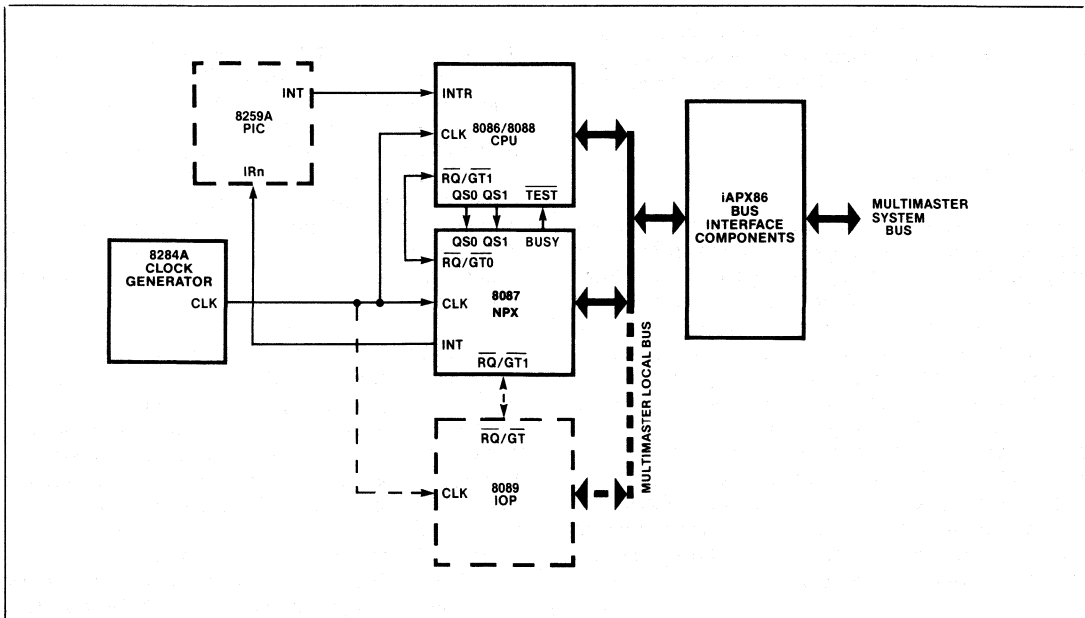 8259A
PIC
INT
IRn
INTR
8086/8088
CLK
CPU
RQ/GT1
QS0 QS1 TEST
QS0 QS1 BUSY
RQ/GT0
8087
CLK
NPX
INT
RQ/GT1
8284A
CLOCK
GENERATOR
CLK
RQ/GT
8089
CLK
IOP
MULTIMASTER LOCAL BUS
iAPX86
BUS
INTERFACE
COMPONENTS
MULTIMASTER
SYSTEM
BUS